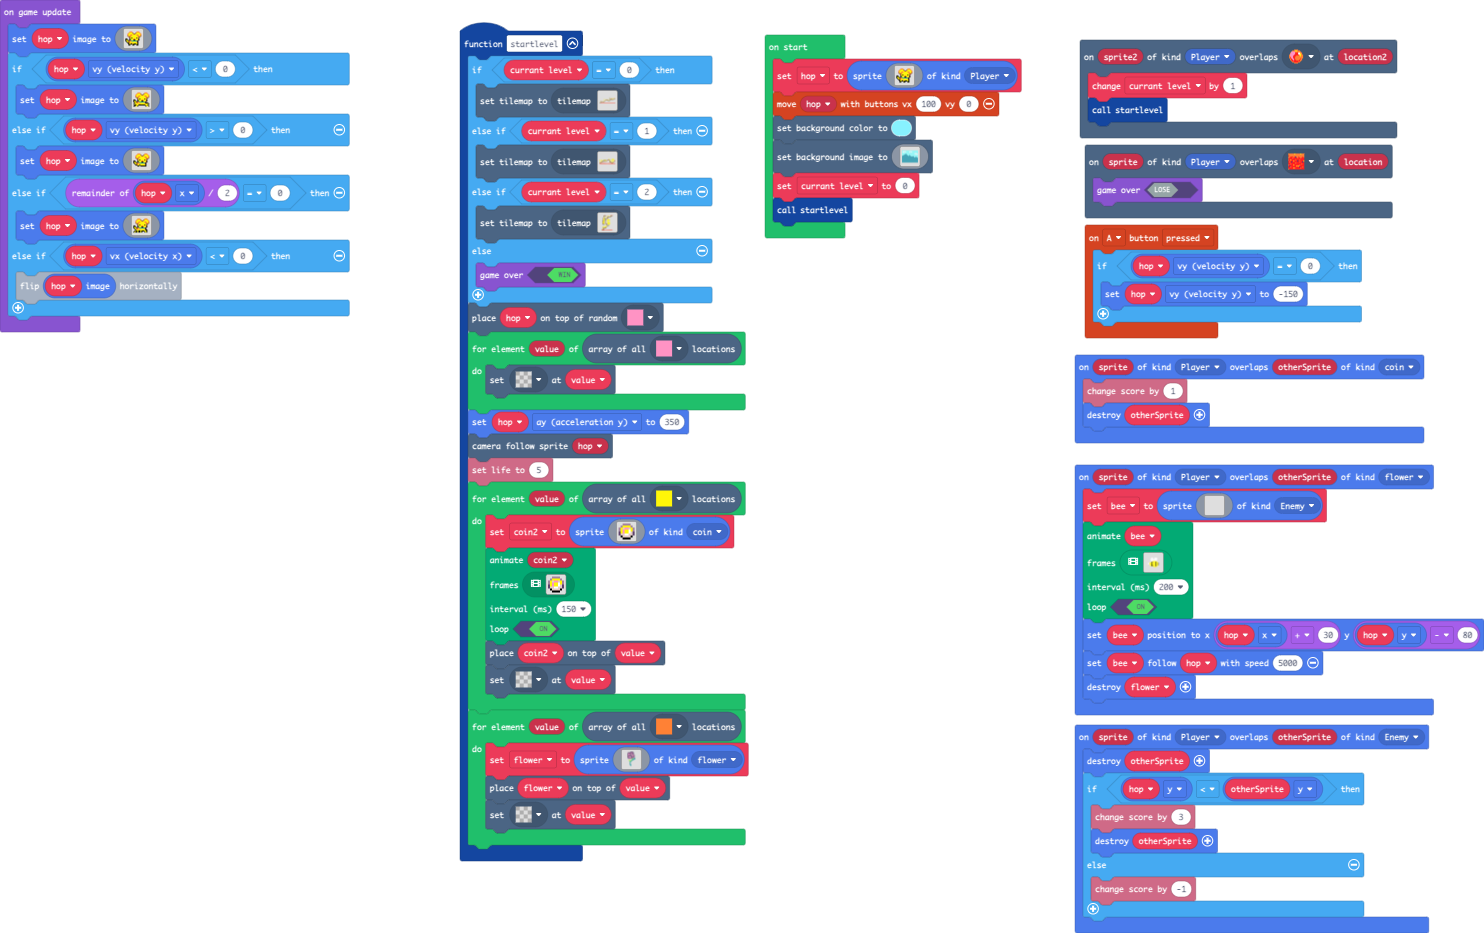 on game update
set hop image to
if hop vy (velocity y) < 0 then
set hop image to
else if hop vy (velocity y) > 0 then
set hop image to
else if remainder of hop x / 2 = 0 then
set hop image to
else if hop vx (velocity x) < 0 then
flip hop image horizontally
function startlevel
if currant level = 0 then
set tilemap to tilemap
else if currant level = 1 then
set tilemap to tilemap
else if currant level = 2 then
set tilemap to tilemap
else
game over WIN
place hop on top of random
for element value of array of all locations
do
set at value
set hop ay (acceleration y) to 350
camera follow sprite hop
set life to 5
for element value of array of all locations
do
set coin2 to sprite of kind coin
animate coin2
frames
interval (ms) 150
loop ON
place coin2 on top of value
set at value
for element value of array of all locations
do
set flower to sprite of kind flower
place flower on top of value
set at value
on start
set hop to sprite of kind Player
move hop with buttons vx 100 vy 0
set background color to
set background image to
set currant level to 0
call startlevel
on sprite2 of kind Player overlaps at location2
change currant level by 1
call startlevel
on sprite of kind Player overlaps at location
game over LOSE
on A button pressed
if hop vy (velocity y) = 0 then
set hop vy (velocity y) to -150
on sprite of kind Player overlaps otherSprite of kind coin
change score by 1
destroy otherSprite
on sprite of kind Player overlaps otherSprite of kind flower
set bee to sprite of kind Enemy
animate bee
frames
interval (ms) 200
loop ON
set bee position to x hop x + 30 y hop y - 80
set bee follow hop with speed 5000
destroy flower
on sprite of kind Player overlaps otherSprite of kind Enemy
destroy otherSprite
if hop y < otherSprite y then
change score by 3
destroy otherSprite
else
change score by -1